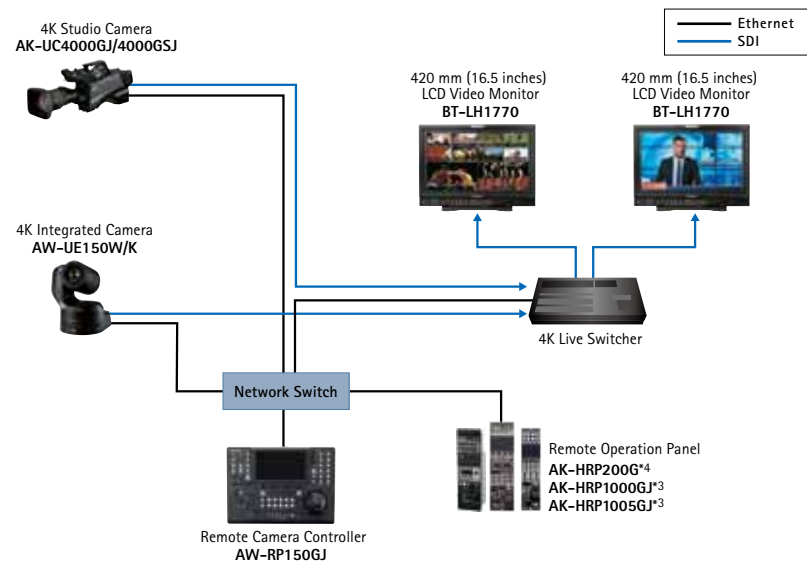 4K Studio Camera
AK-UC4000GJ/4000GSJ
Ethernet
SDI
420 mm (16.5 inches)
LCD Video Monitor
BT-LH1770
420 mm (16.5 inches)
LCD Video Monitor
BT-LH1770
4K Integrated Camera
AW-UE150W/K
4K Live Switcher
Network Switch
Remote Operation Panel
AK-HRP200G*4
AK-HRP1000GJ*3
AK-HRP1005GJ*3
Remote Camera Controller
AW-RP150GJ